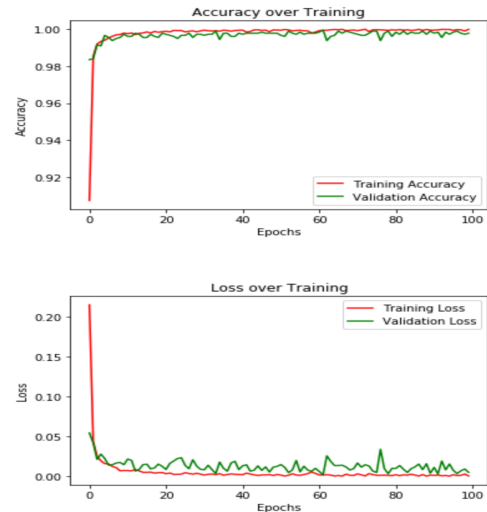 Accuracy over Training
1.00
0.98
0.96
0.94
0.92
Accuracy
Training Accuracy
Validation Accuracy
0 20 40 60 80 100
Epochs
Loss over Training
0.20
0.15
0.10
0.05
0.00
Loss
Training Loss
Validation Loss
0 20 40 60 80 100
Epochs